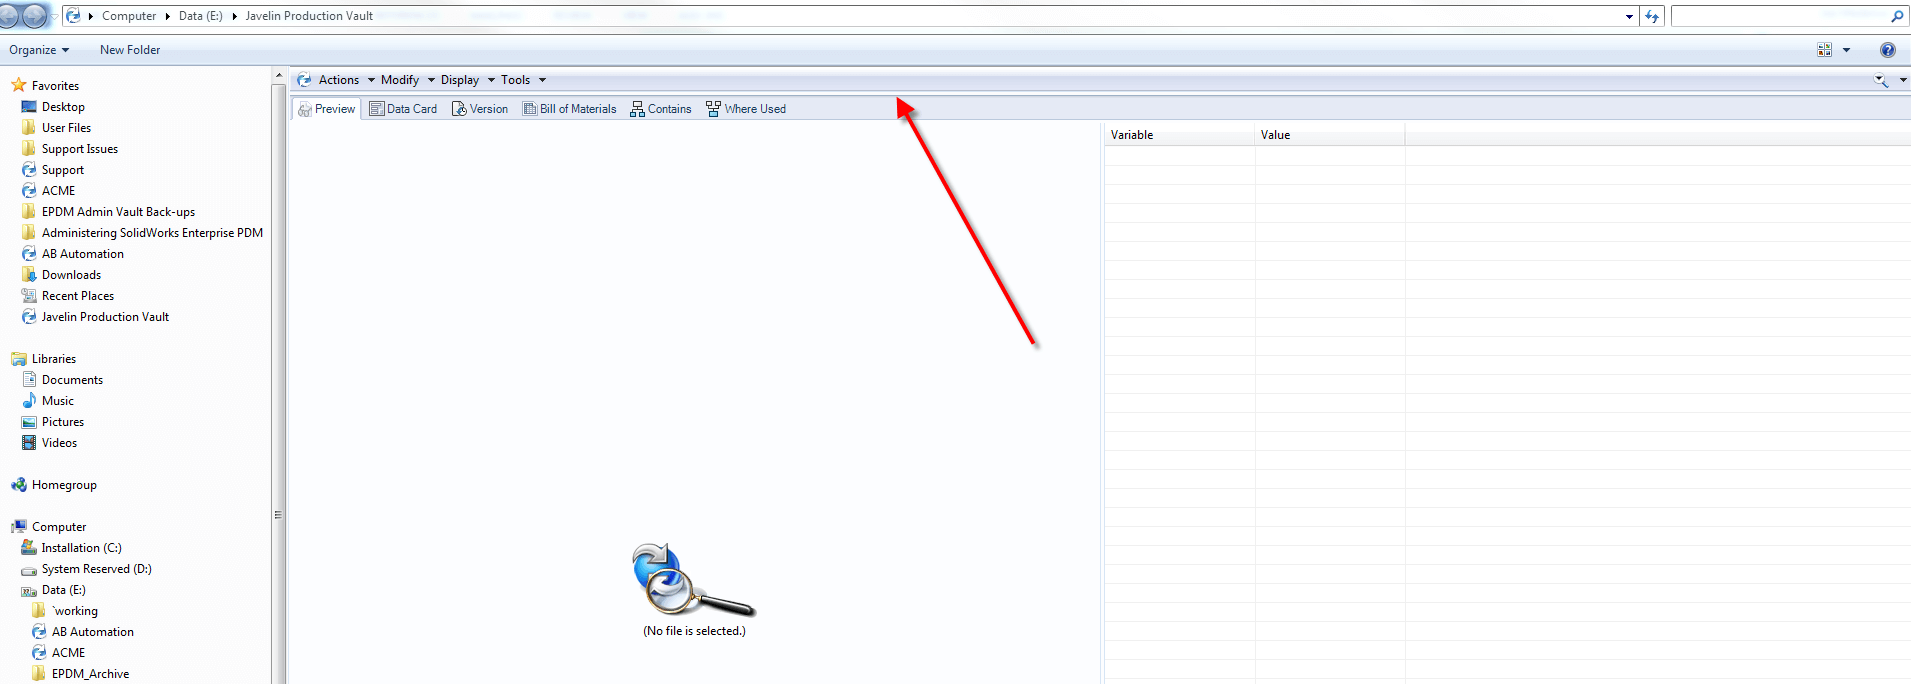 Computer Data (E:) Javelin Production Vault
Organize New Folder
Actions Modify Display Tools
Preview Data Card Version Bill of Materials Contains Where Used
Variable Value
Favorites
Desktop
User Files
Support Issues
Support
ACME
EPDM Admin Vault Back-ups
Administering SolidWorks Enterprise PDM
AB Automation
Downloads
Recent Places
Javelin Production Vault
Libraries
Documents
Music
Pictures
Videos
Homegroup
Computer
Installation (C:)
System Reserved (D:)
Data (E:)
`working
AB Automation
ACME
EPDM_Archive
(No file is selected.)